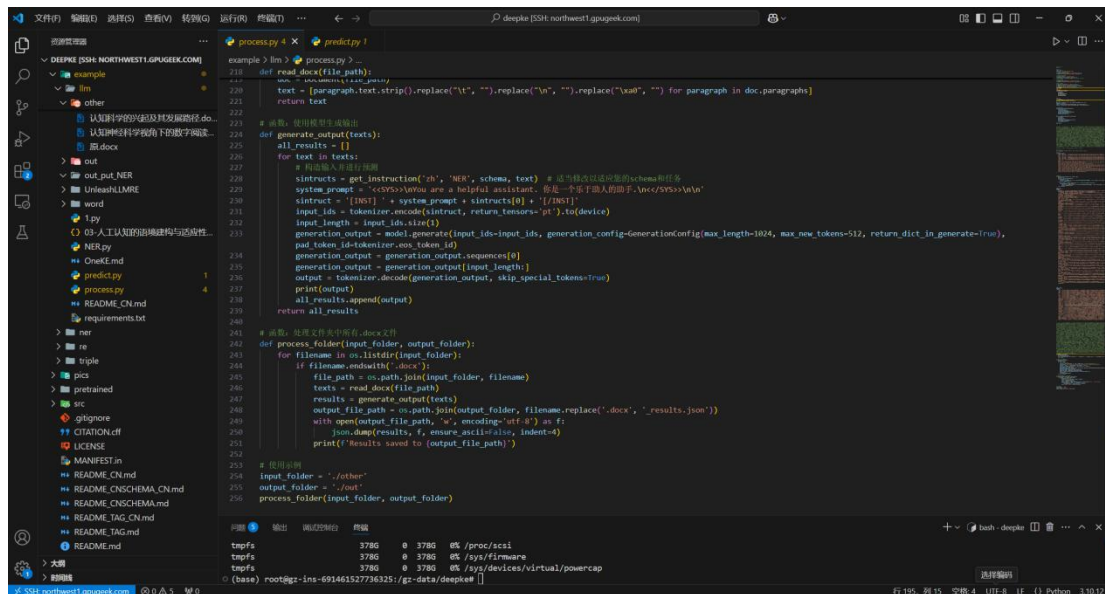 文件(F) 编辑(E) 选择(S) 查看(V) 转到(G) 运行(R) 终端(T) ··· ← → deepke [SSH: northwest1.gpugeek.com]
资源管理器 ···
DEEPKE [SSH: NORTHWEST1.GPUGEEK.COM]
example
llm
other
认知科学的兴起及其发展路径.do...
认知神经科学视角下的数字阅读...
原.docx
out
out_put_NER
UnleashLLMRE
word
1.py
03-人工认知的语境建构与适应性...
NER.py
OneKE.md
predict.py 1
process.py 4
README_CN.md
requirements.txt
ner
re
triple
pics
pretrained
src
.gitignore
CITATION.cff
LICENSE
MANIFEST.in
README_CN.md
README_CNSCHEMA_CN.md
README_CNSCHEMA.md
README_TAG_CN.md
README_TAG.md
README.md
大纲
时间线
process.py 4 × predict.py 1
example > llm > process.py > ...
218 def read_docx(file_path):
219 doc = Document(file_path)
220 text = [paragraph.text.strip().replace("\t", "").replace("\n", "").replace("\xa0", "") for paragraph in doc.paragraphs]
221 return text
222
223 # 函数：使用模型生成输出
224 def generate_output(texts):
225 all_results = []
226 for text in texts:
227 # 构造输入并进行预测
228 sintructs = get_instruction('zh', 'NER', schema, text) # 适当修改以适应您的schema和任务
229 system_prompt = '<<SYS>>\nYou are a helpful assistant. 你是一个乐于助人的助手.\n<</SYS>>\n\n'
230 sintruct = '[INST] ' + system_prompt + sintructs[0] + '[/INST]'
231 input_ids = tokenizer.encode(sintruct, return_tensors='pt').to(device)
232 input_length = input_ids.size(1)
233 generation_output = model.generate(input_ids=input_ids, generation_config=GenerationConfig(max_length=1024, max_new_tokens=512, return_dict_in_generate=True),
pad_token_id=tokenizer.eos_token_id)
234 generation_output = generation_output.sequences[0]
235 generation_output = generation_output[input_length:]
236 output = tokenizer.decode(generation_output, skip_special_tokens=True)
237 print(output)
238 all_results.append(output)
239 return all_results
240
241 # 函数：处理文件夹中所有.docx文件
242 def process_folder(input_folder, output_folder):
243 for filename in os.listdir(input_folder):
244 if filename.endswith('.docx'):
245 file_path = os.path.join(input_folder, filename)
246 texts = read_docx(file_path)
247 results = generate_output(texts)
248 output_file_path = os.path.join(output_folder, filename.replace('.docx', '_results.json'))
249 with open(output_file_path, 'w', encoding='utf-8') as f:
250 json.dump(results, f, ensure_ascii=False, indent=4)
251 print(f'Results saved to {output_file_path}')
252
253 # 使用示例
254 input_folder = './other'
255 output_folder = './out'
256 process_folder(input_folder, output_folder)
问题 5 输出 调试控制台 终端 bash - deepke
tmpfs 378G 0 378G 0% /proc/scsi
tmpfs 378G 0 378G 0% /sys/firmware
tmpfs 378G 0 378G 0% /sys/devices/virtual/powercap
(base) root@gz-ins-691461527736325:/gz-data/deepke#
选择编码
SSH: northwest1.gpugeek.com 0 5 0 行 195, 列 15 空格: 4 UTF-8 LF Python 3.10.12